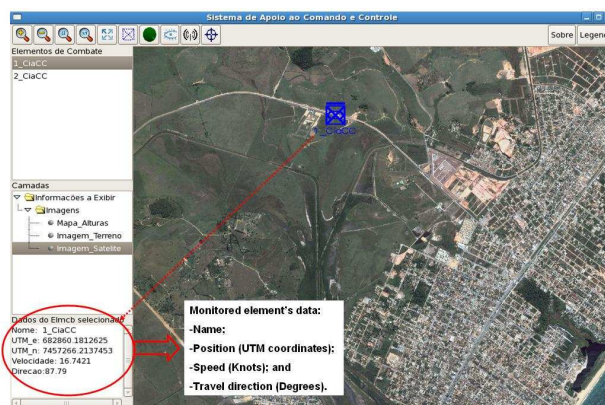 Sistema de Apoio ao Comando e Controle
Sobre
Legend
Elementos de Combate
1_CiaCC
2_CiaCC
1_CiaCC
Camadas
Informacões a Exibir
Imagens
Mapa_Alturas
Imagem_Terreno
Imagem_Satelite
Dados do Elmcb selecionado
Nome: 1_CiaCC
UTM_e: 682860.1812625
UTM_n: 7457266.2137453
Velocidade: 16.7421
Direcao:87.79
Monitored element's data:
-Name;
-Position (UTM coordinates);
-Speed (Knots); and
-Travel direction (Degrees).